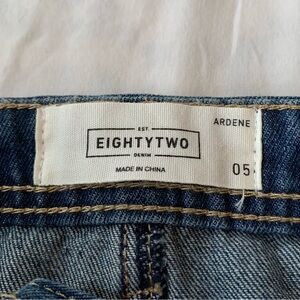 ARDENE
EST.
EIGHTYTWO
DENIM
MADE IN CHINA
05